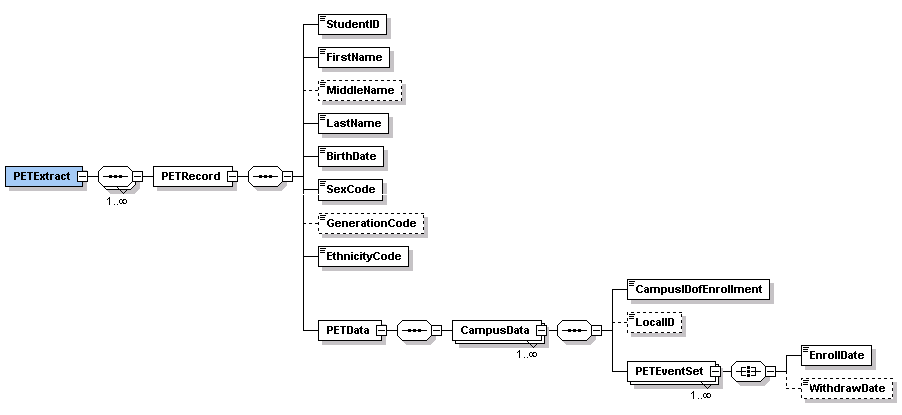 StudentID
FirstName
MiddleName
LastName
BirthDate
PETExtract
1..∞
PETRecord
SexCode
GenerationCode
EthnicityCode
PETData
CampusData
1..∞
CampusIDofEnrollment
LocalID
PETEventSet
1..∞
EnrollDate
WithdrawDate